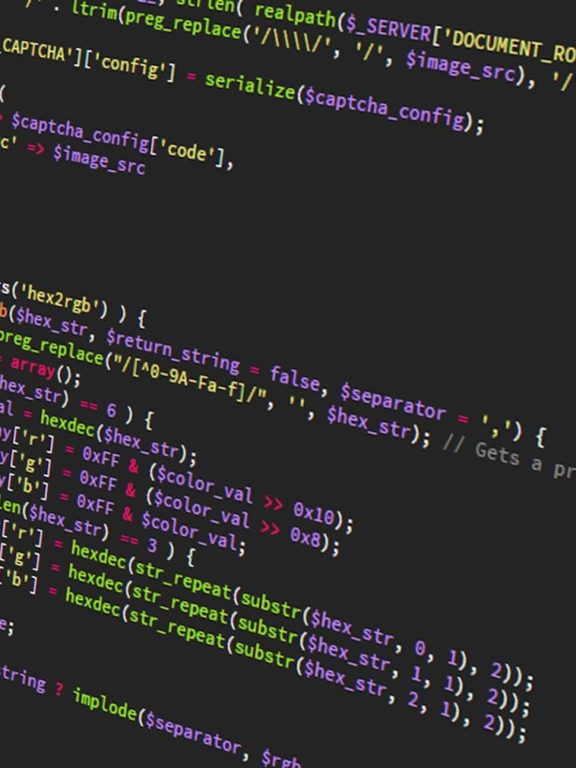 '/' . ltrim(preg_replace('/\\\\/', '/', $image_src), '/
strlen( realpath($_SERVER['DOCUMENT_RO
_CAPTCHA']['config'] = serialize($captcha_config);
(
=> $captcha_config['code'],
c' => $image_src
s('hex2rgb') ) {
b($hex_str, $return_string = false, $separator = ',') {
preg_replace("/[^0-9A-Fa-f]/", '', $hex_str); // Gets a pr
= array();
hex_str) == 6 ) {
al = hexdec($hex_str);
y['r'] = 0xFF & ($color_val >> 0x10);
y['g'] = 0xFF & ($color_val >> 0x8);
y['b'] = 0xFF & $color_val;
len($hex_str) == 3 ) {
['r'] = hexdec(str_repeat(substr($hex_str, 0, 1), 2));
['g'] = hexdec(str_repeat(substr($hex_str, 1, 1), 2));
['b'] = hexdec(str_repeat(substr($hex_str, 2, 1), 2));
e;
string ? implode($separator, $rgb